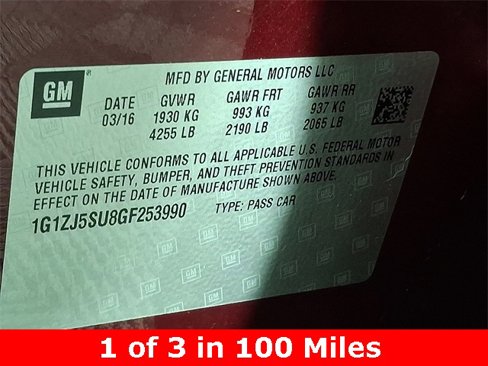 GM
MFD BY GENERAL MOTORS LLC
DATE GVWR GAWR FRT GAWR RR
03/16 1930 KG 993 KG 937 KG
4255 LB 2190 LB 2065 LB
THIS VEHICLE CONFORMS TO ALL APPLICABLE U.S. FEDERAL MOTOR
VEHICLE SAFETY, BUMPER, AND THEFT PREVENTION STANDARDS IN
EFFECT ON THE DATE OF MANUFACTURE SHOWN ABOVE.
1G1ZJ5SU8GF253990 TYPE: PASS CAR
1 of 3 in 100 Miles